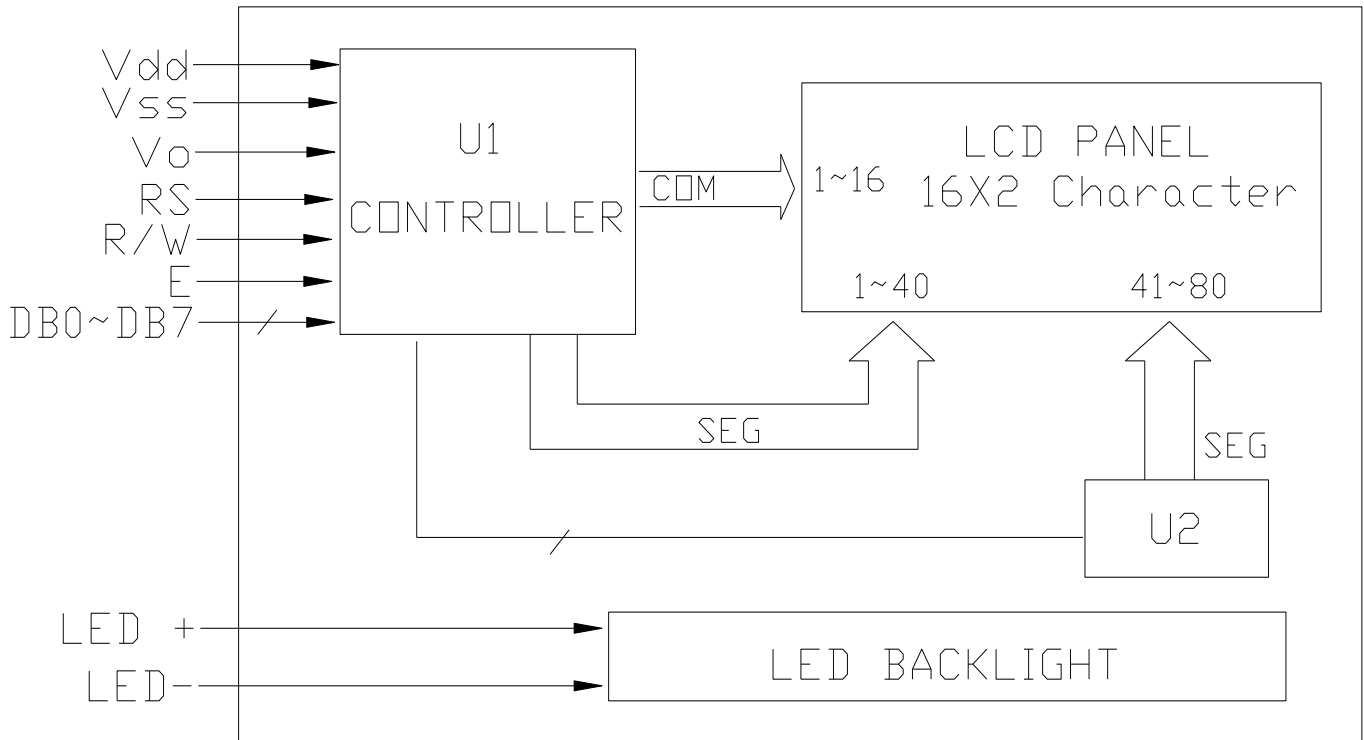 Vdd
Vss
Vo
RS
R/W
E
DB0~DB7
U1
CONTROLLER
COM
LCD PANEL
1~16
16X2 Character
1~40
41~80
SEG
SEG
U2
LED +
LED-
LED BACKLIGHT